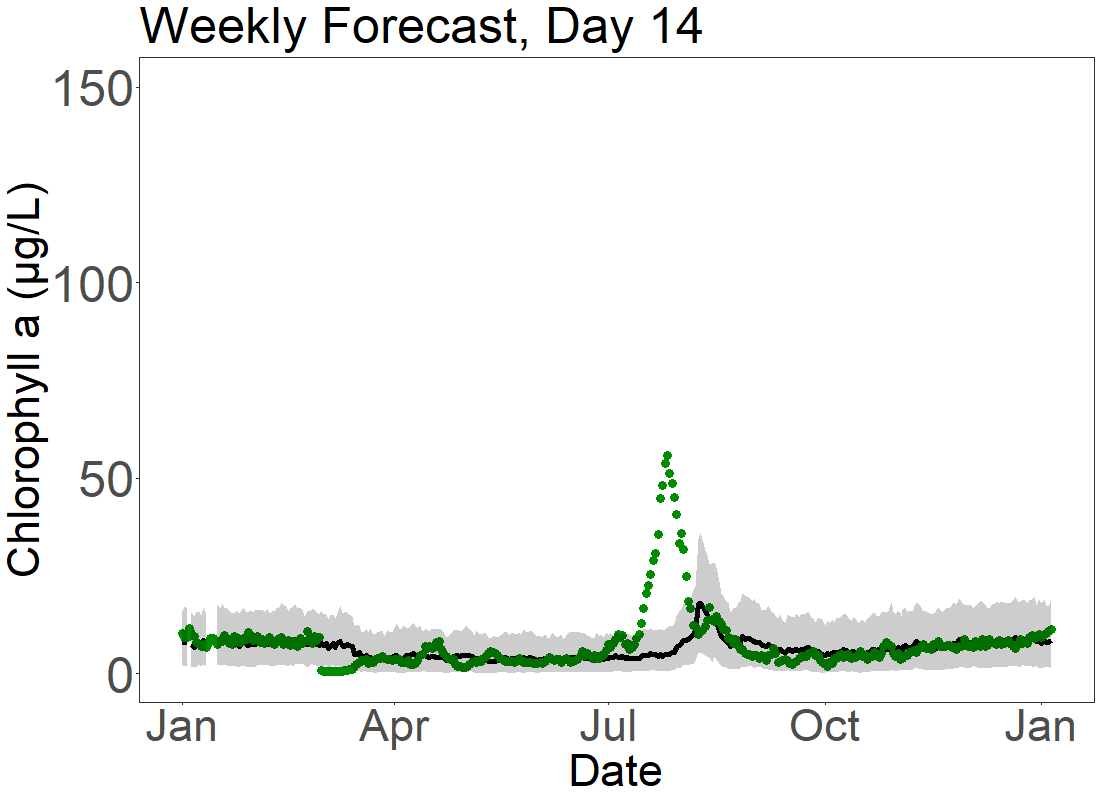 Weekly Forecast, Day 14
150
100
50
0
Chlorophyll a (µg/L)
Jan Apr Jul Oct Jan
Date